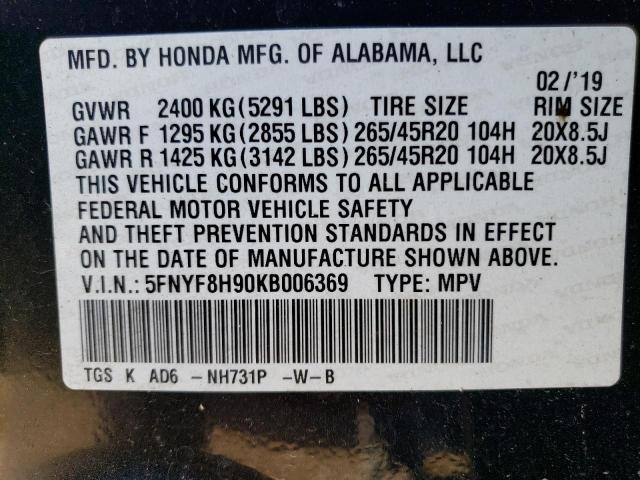 MFD. BY HONDA MFG. OF ALABAMA, LLC
02/'19
GVWR 2400 KG(5291 LBS) TIRE SIZE RIM SIZE
GAWR F 1295 KG(2855 LBS) 265/45R20 104H 20X8.5J
GAWR R 1425 KG(3142 LBS) 265/45R20 104H 20X8.5J
THIS VEHICLE CONFORMS TO ALL APPLICABLE
FEDERAL MOTOR VEHICLE SAFETY
AND THEFT PREVENTION STANDARDS IN EFFECT
ON THE DATE OF MANUFACTURE SHOWN ABOVE.
V.I.N.: 5FNYF8H90KB006369 TYPE: MPV
TGS K AD6 -NH731P -W-B